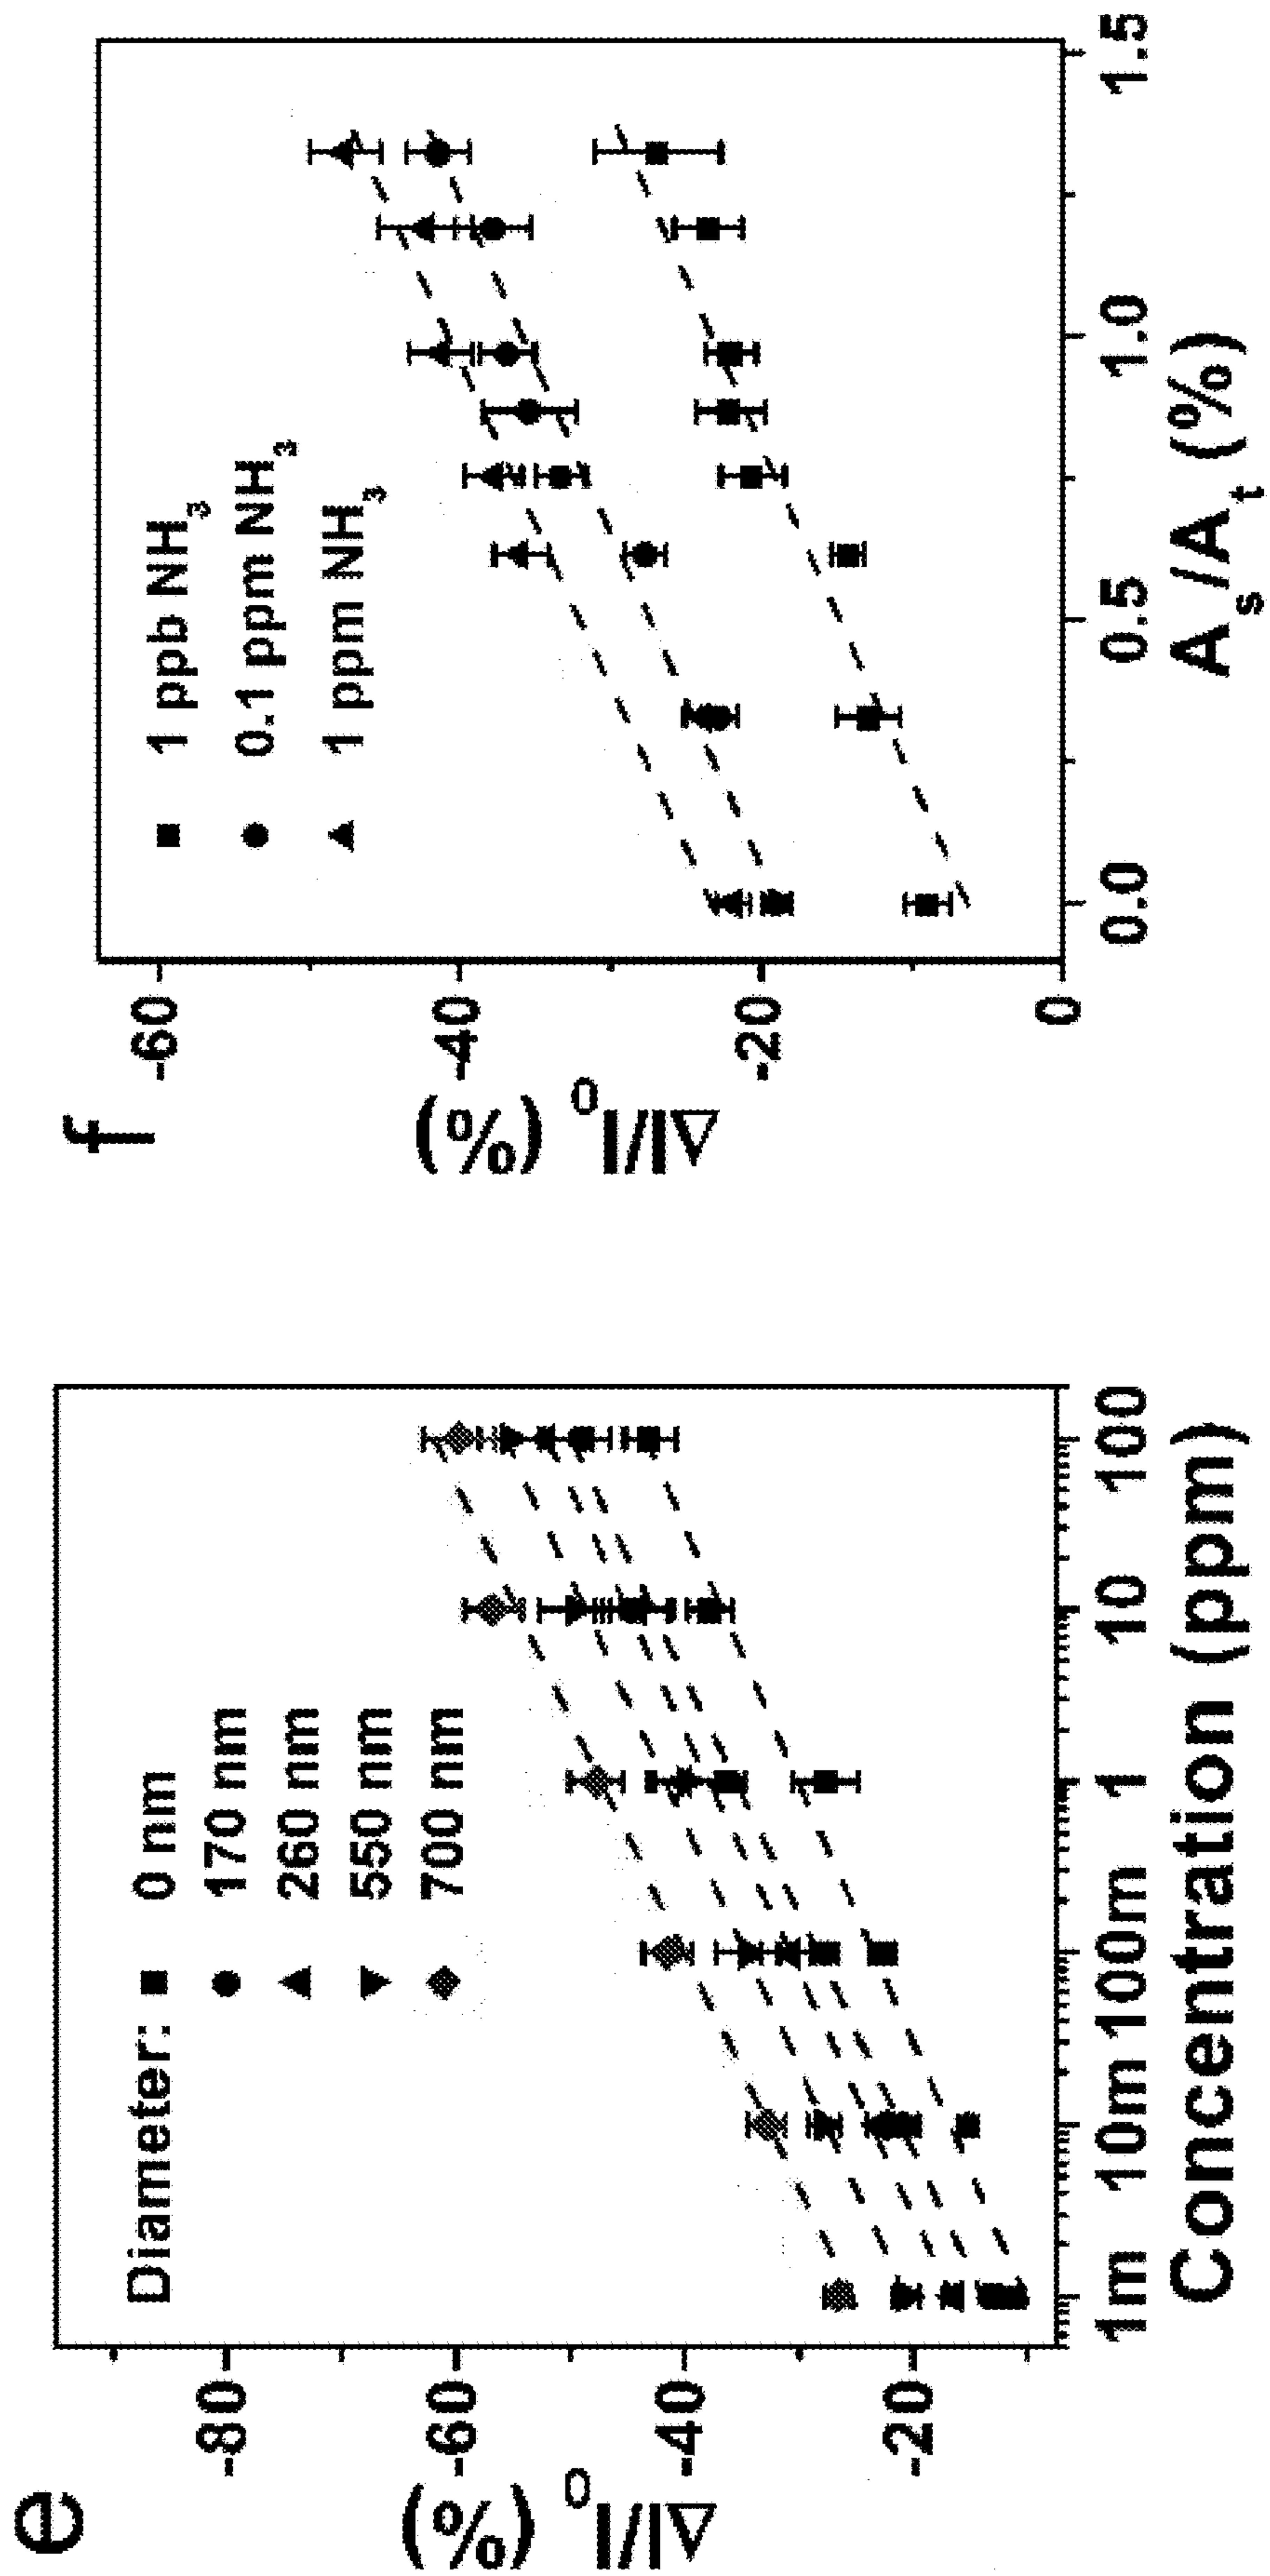 e
ΔI/I0 (%)
-80
-60
-40
-20
Diameter:
0 nm
170 nm
260 nm
550 nm
700 nm
1m 10m 100m 1 10 100
Concentration (ppm)
f
ΔI/I0 (%)
-60
-40
-20
0
1 ppb NH3
0.1 ppm NH3
1 ppm NH3
0.0 0.5 1.0 1.5
As/At (%)